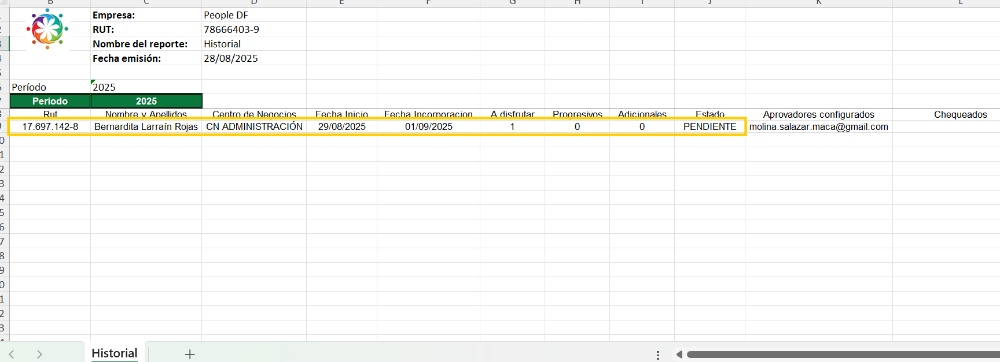 B C D E F G H I J K L
Empresa: People DF
RUT: 78666403-9
Nombre del reporte: Historial
Fecha emisión: 28/08/2025
Período 2025
Período 2025
Rut Nombre y Apellidos Centro de Negocios Fecha Inicio Fecha Incorporacion A disfrutar Progresivos Adicionales Estado Aprovadores configurados Chequeados
17.697.142-8 Bernardita Larraín Rojas CN ADMINISTRACIÓN 29/08/2025 01/09/2025 1 0 0 PENDIENTE molina.salazar.maca@gmail.com
Historial